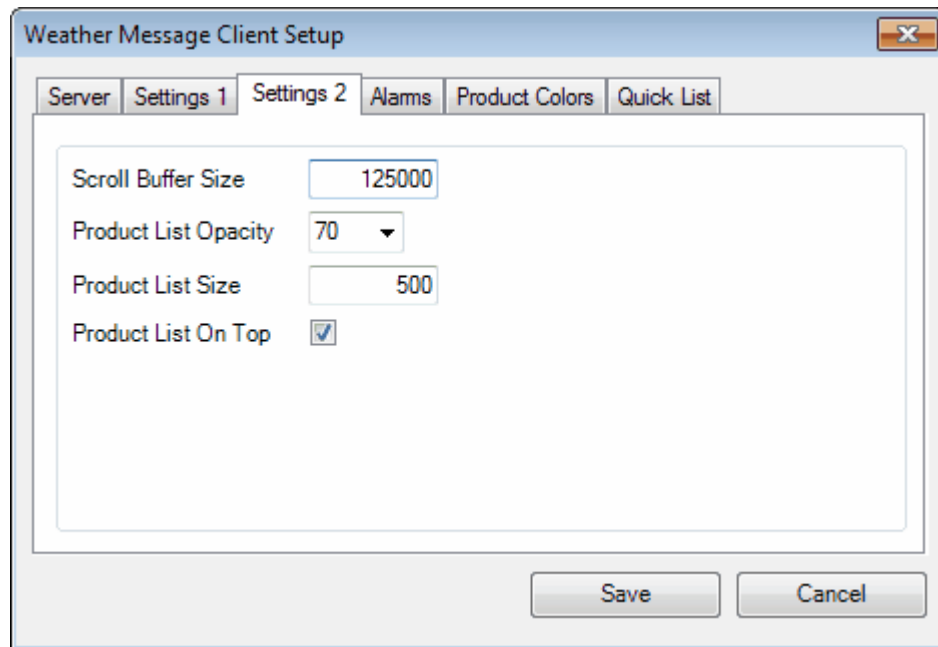 Weather Message Client Setup
Server Settings 1 Settings 2 Alarms Product Colors Quick List
Scroll Buffer Size 125000
Product List Opacity 70
Product List Size 500
Product List On Top
Save Cancel